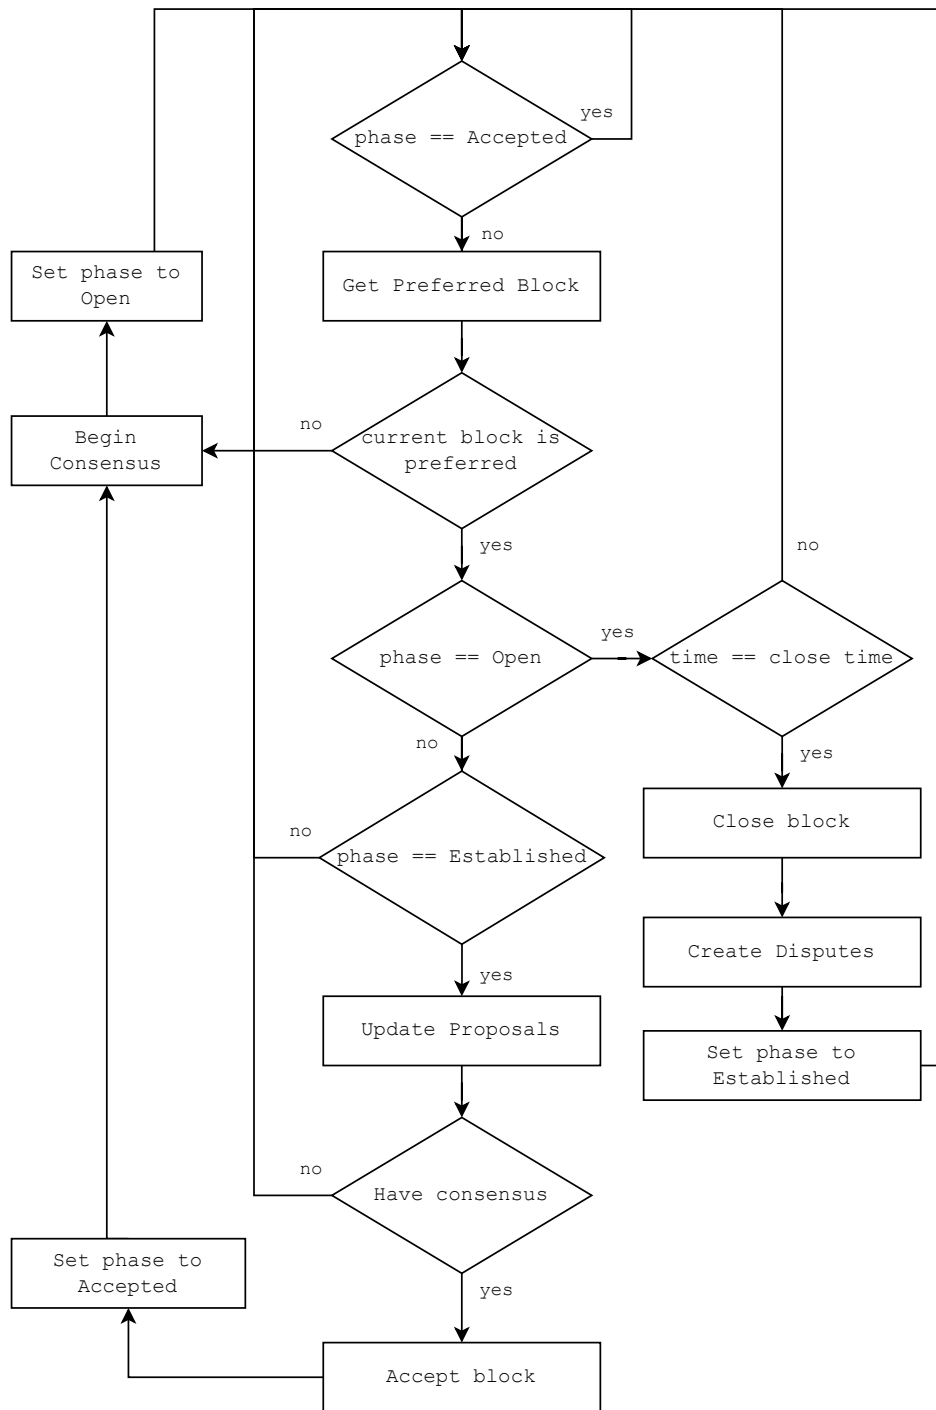 yes
phase == Accepted
no
Set phase to
Open
Get Preferred Block
no
Begin
Consensus
current block is
preferred
yes
no
yes
phase == Open
time == close time
no
yes
no
Close block
phase == Established
Create Disputes
yes
Update Proposals
Set phase to
Established
no
Have consensus
Set phase to
Accepted
yes
Accept block